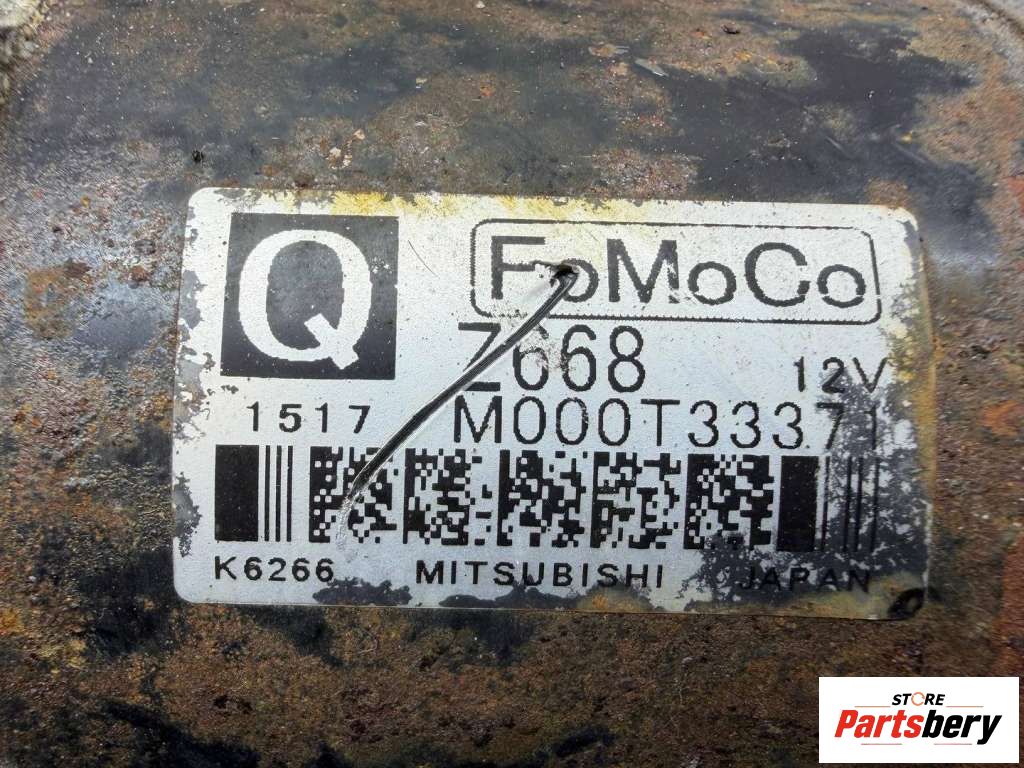 Q
FoMoCo
Z668
12V
1517
M000T33371
K6266
MITSUBISHI
JAPAN
STORE
Partsbery